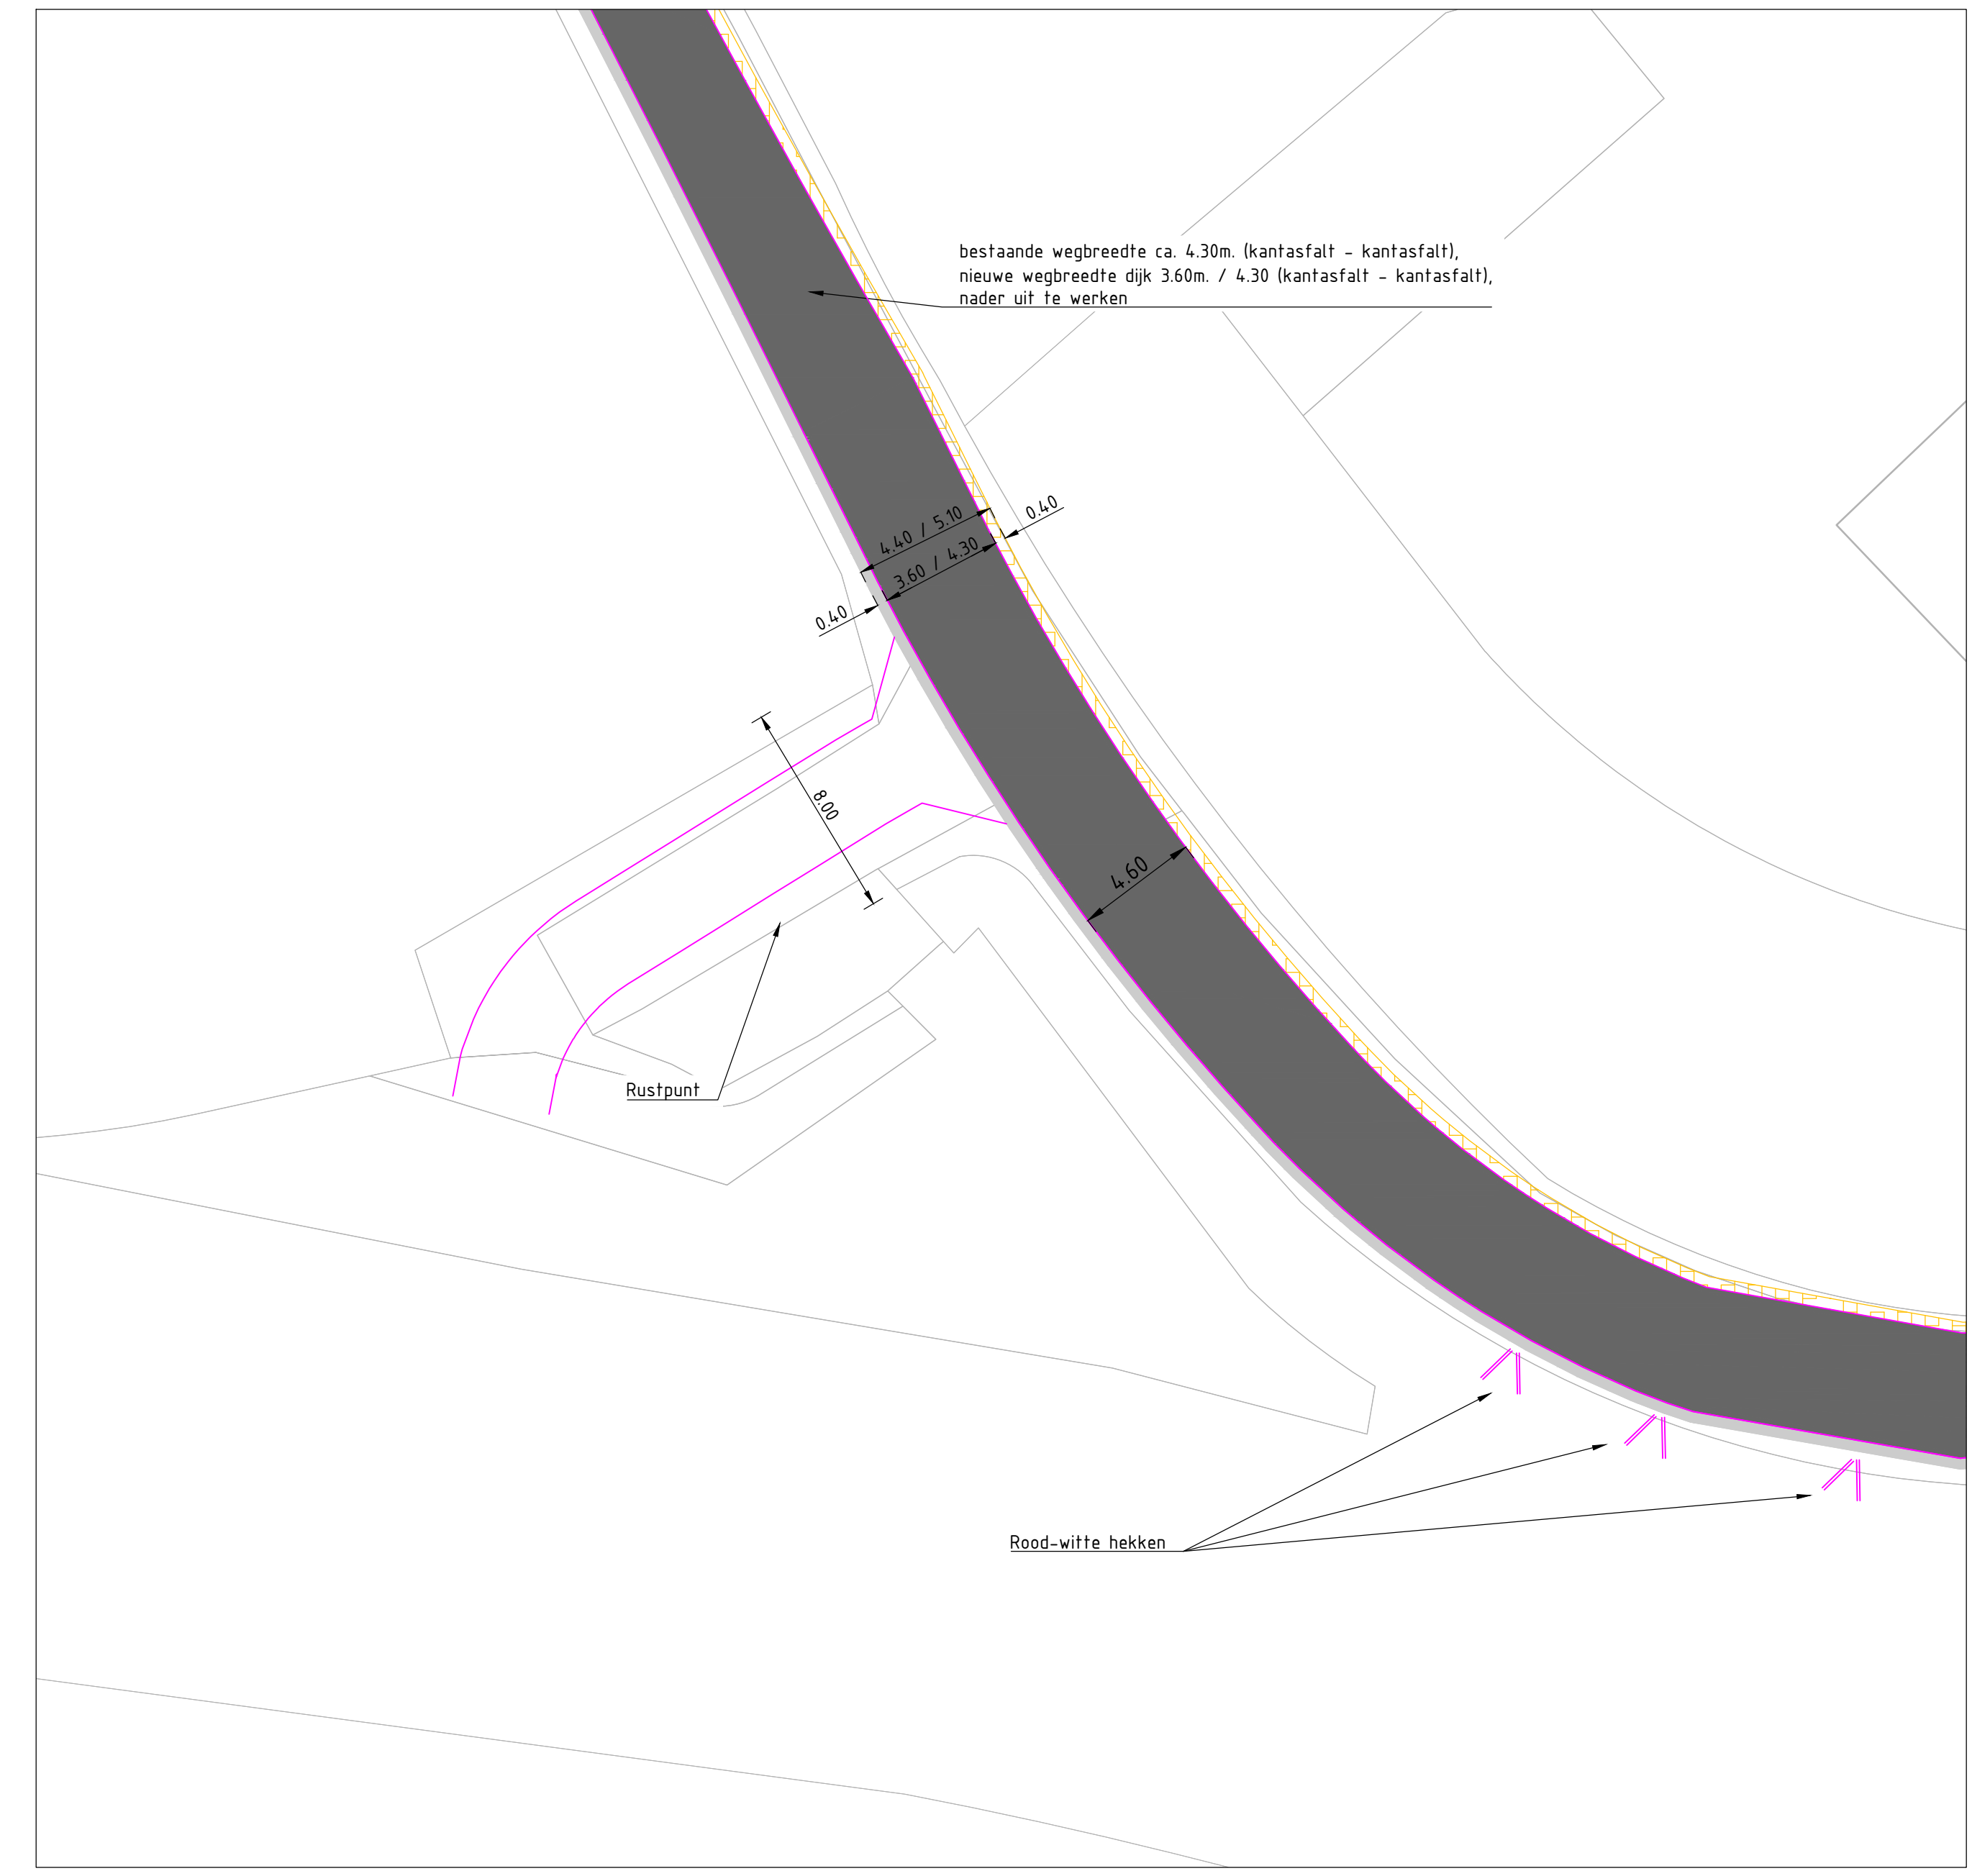 bestaande wegbreedte ca. 4.30m. (kantasfalt - kantasfalt),
nieuwe wegbreedte dijk 3.60m. / 4.30 (kantasfalt - kantasfalt),
nader uit te werken
0.40
4.40 / 5.10
3.60 / 4.30
0.40
8.00
4.60
Rustpunt
Rood-witte hekken